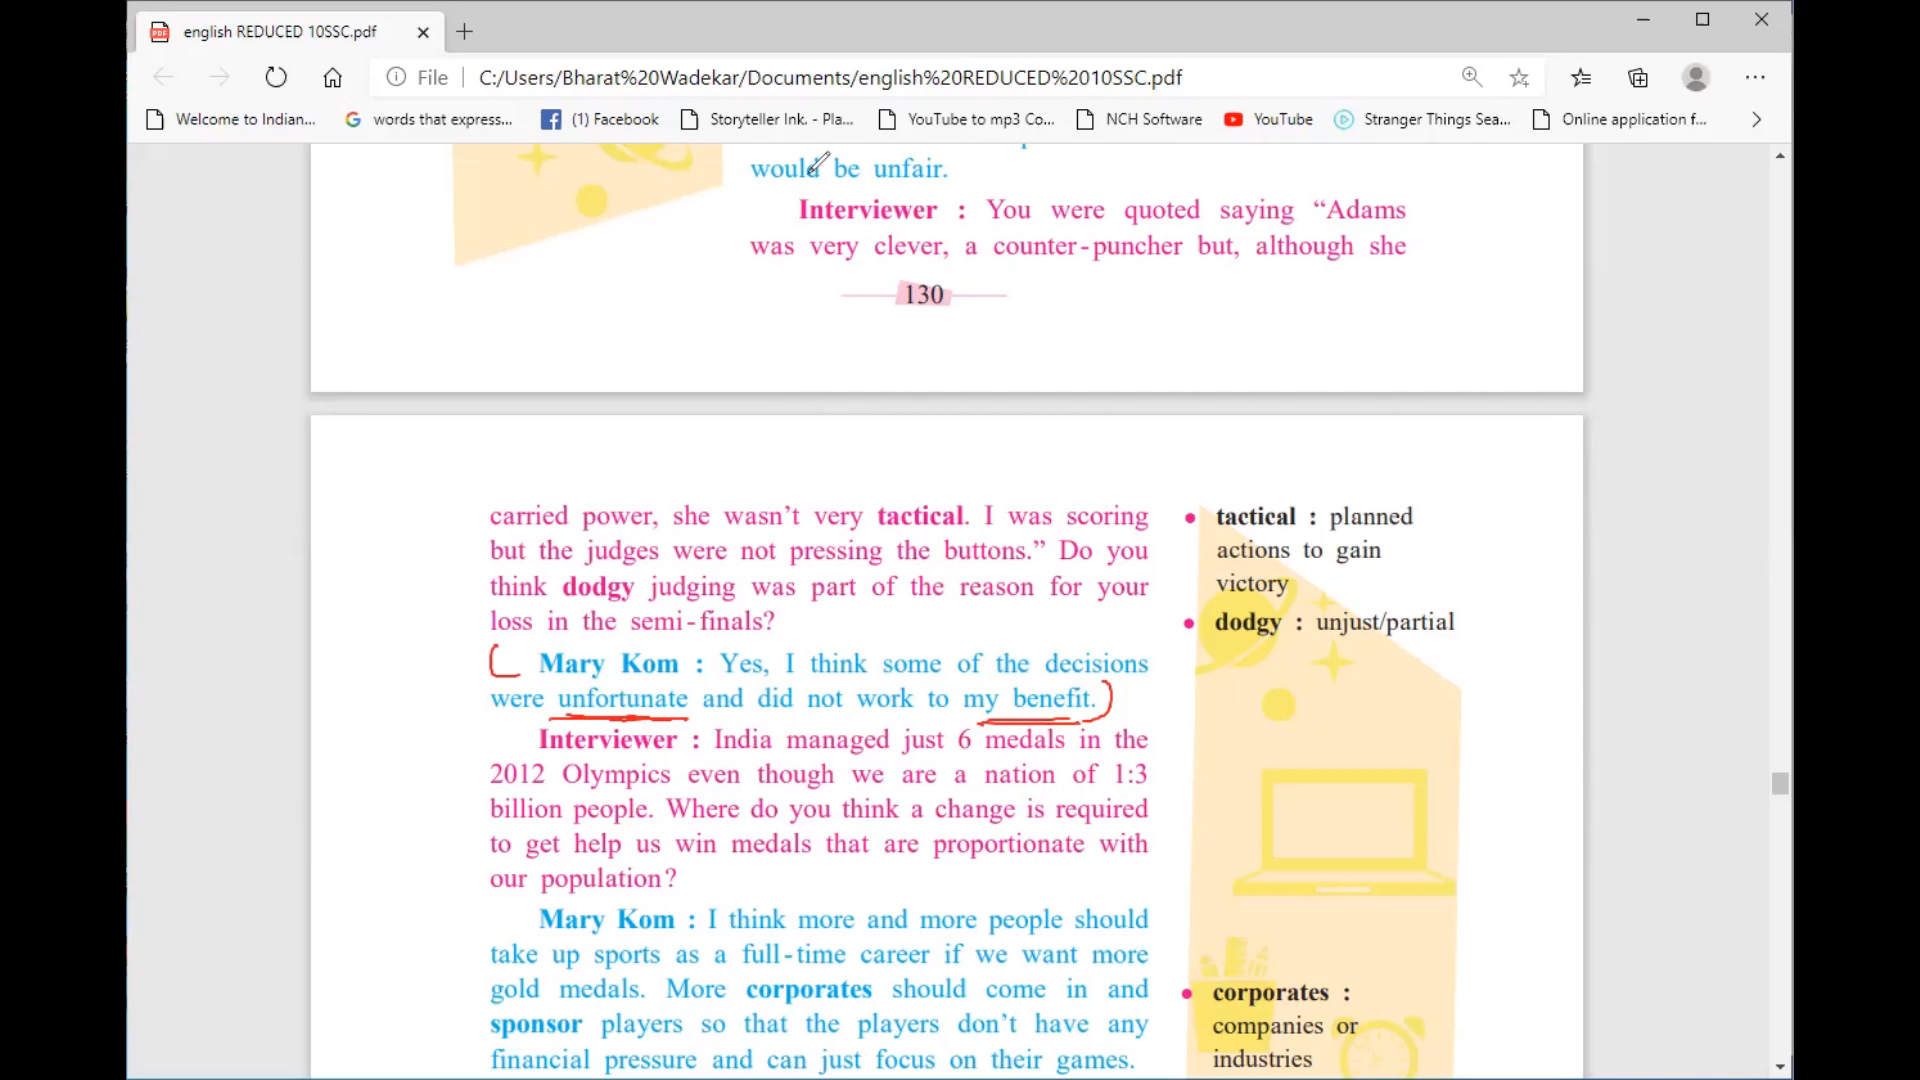 english REDUCED 10SSC.pdf
File
C:/Users/Bharat%20Wadekar/Documents/english%20REDUCED%2010SSC.pdf
Welcome to Indian...
words that express...
(1) Facebook
Storyteller Ink. - Pla...
YouTube to mp3 Co...
NCH Software
YouTube
Stranger Things Sea...
Online application f...
would be unfair.
Interviewer : You were quoted saying “Adams
was very clever, a counter-puncher but, although she
130
carried power, she wasn’t very tactical. I was scoring
but the judges were not pressing the buttons.” Do you
think dodgy judging was part of the reason for your
loss in the semi-finals?
Mary Kom : Yes, I think some of the decisions
were unfortunate and did not work to my benefit.
Interviewer : India managed just 6 medals in the
2012 Olympics even though we are a nation of 1:3
billion people. Where do you think a change is required
to get help us win medals that are proportionate with
our population?
Mary Kom : I think more and more people should
take up sports as a full-time career if we want more
gold medals. More corporates should come in and
sponsor players so that the players don’t have any
financial pressure and can just focus on their games.
• tactical : planned
actions to gain
victory
• dodgy : unjust/partial
• corporates :
companies or
industries